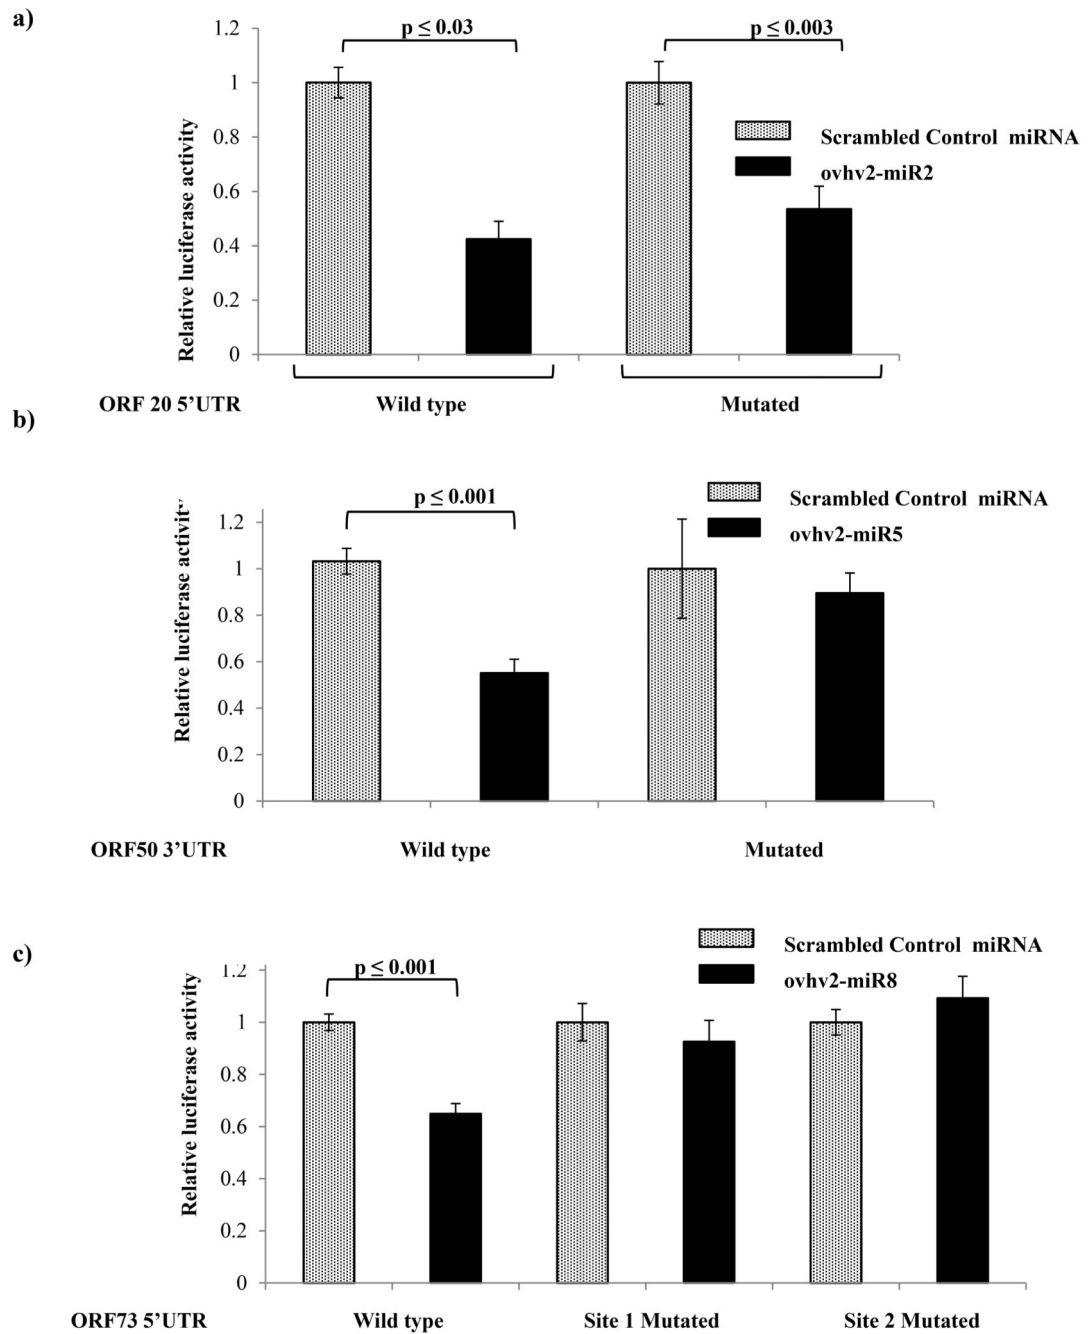 a)
p ≤ 0.03
p ≤ 0.003
1.2
1
0.8
0.6
0.4
0.2
0
Relative luciferase activity
Scrambled Control miRNA
ovhv2-miR2
ORF 20 5’UTR
Wild type
Mutated
b)
p ≤ 0.001
1.2
1
0.8
0.6
0.4
0.2
0
Relative luciferase activity
Scrambled Control miRNA
ovhv2-miR5
ORF50 3’UTR
Wild type
Mutated
c)
p ≤ 0.001
1.2
1
0.8
0.6
0.4
0.2
0
Relative luciferase activity
Scrambled Control miRNA
ovhv2-miR8
ORF73 5’UTR
Wild type
Site 1 Mutated
Site 2 Mutated